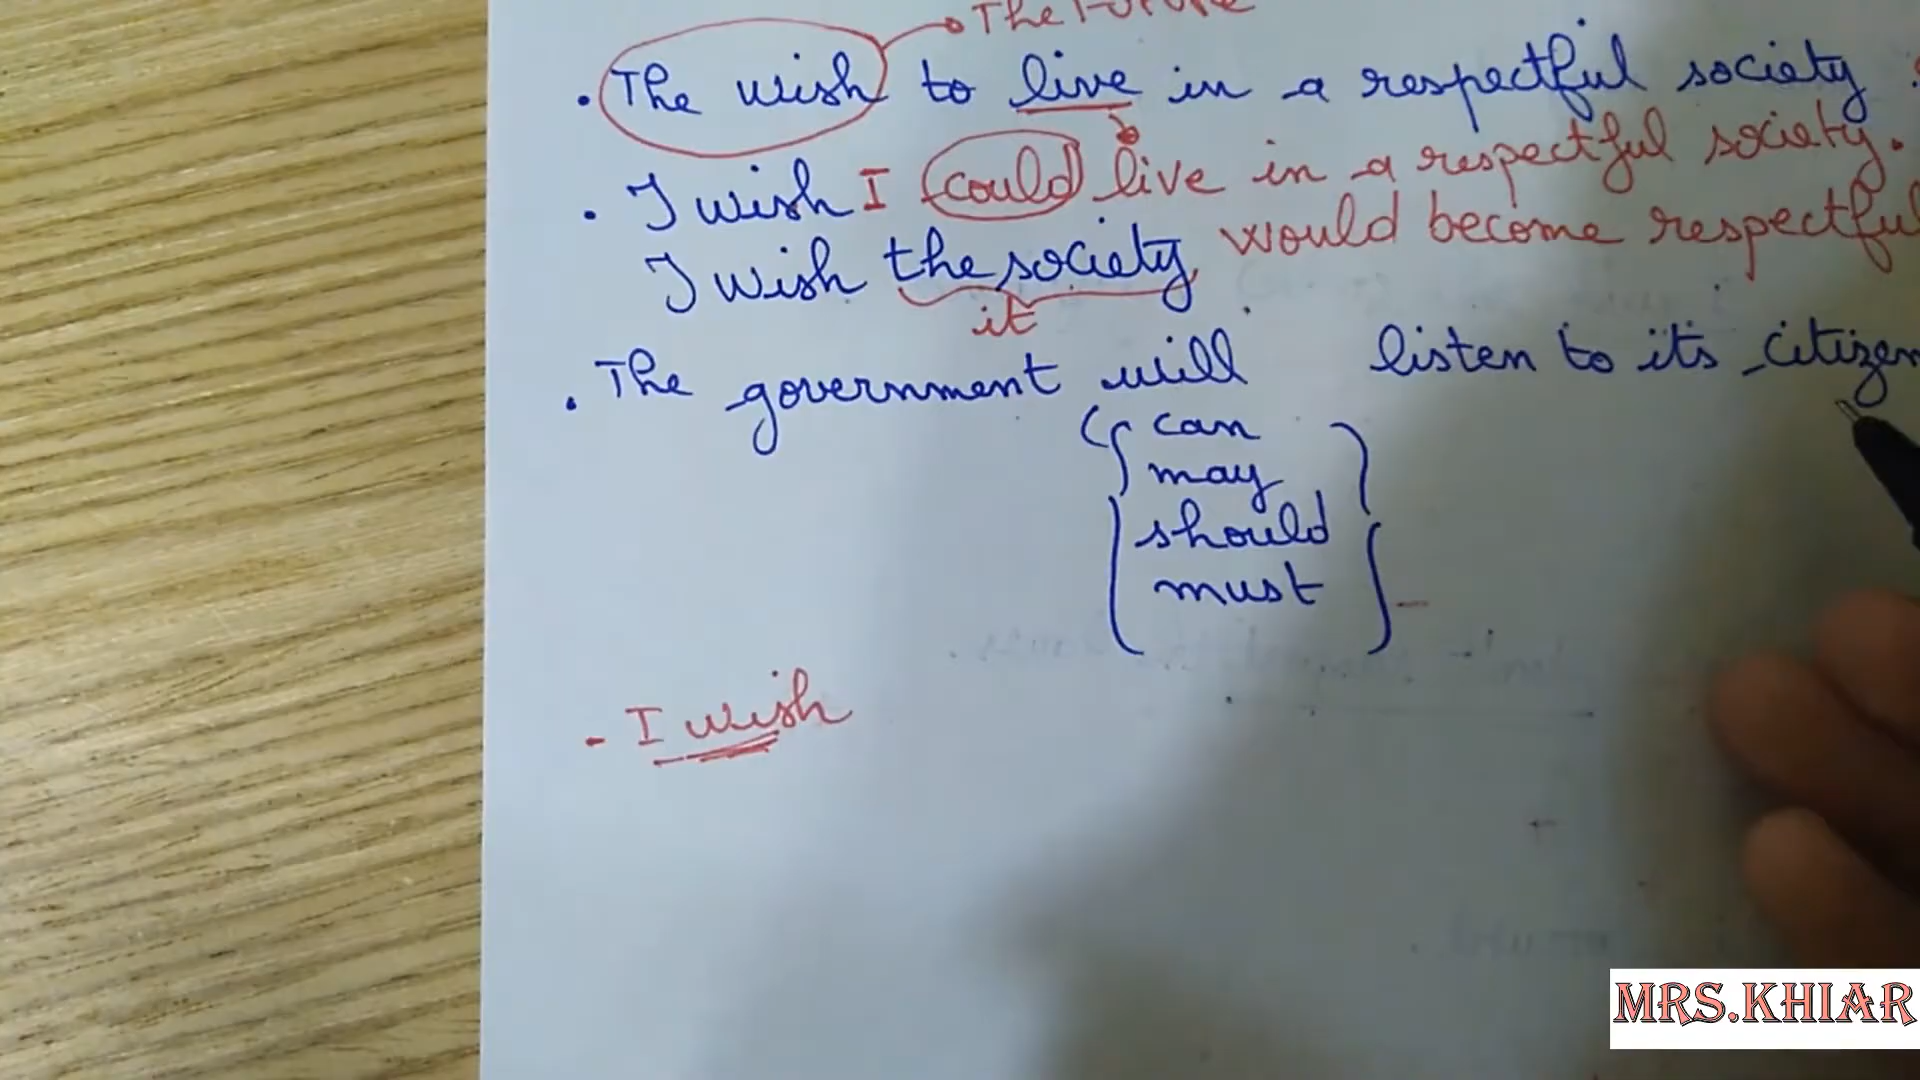 The Future
. The wish to live in a respectful society :
. I wish I could live in a respectful society.
I wish the society would become respectful
it
. The government will listen to its citizen
can
may
should
must
- I wish
MRS.KHIAR